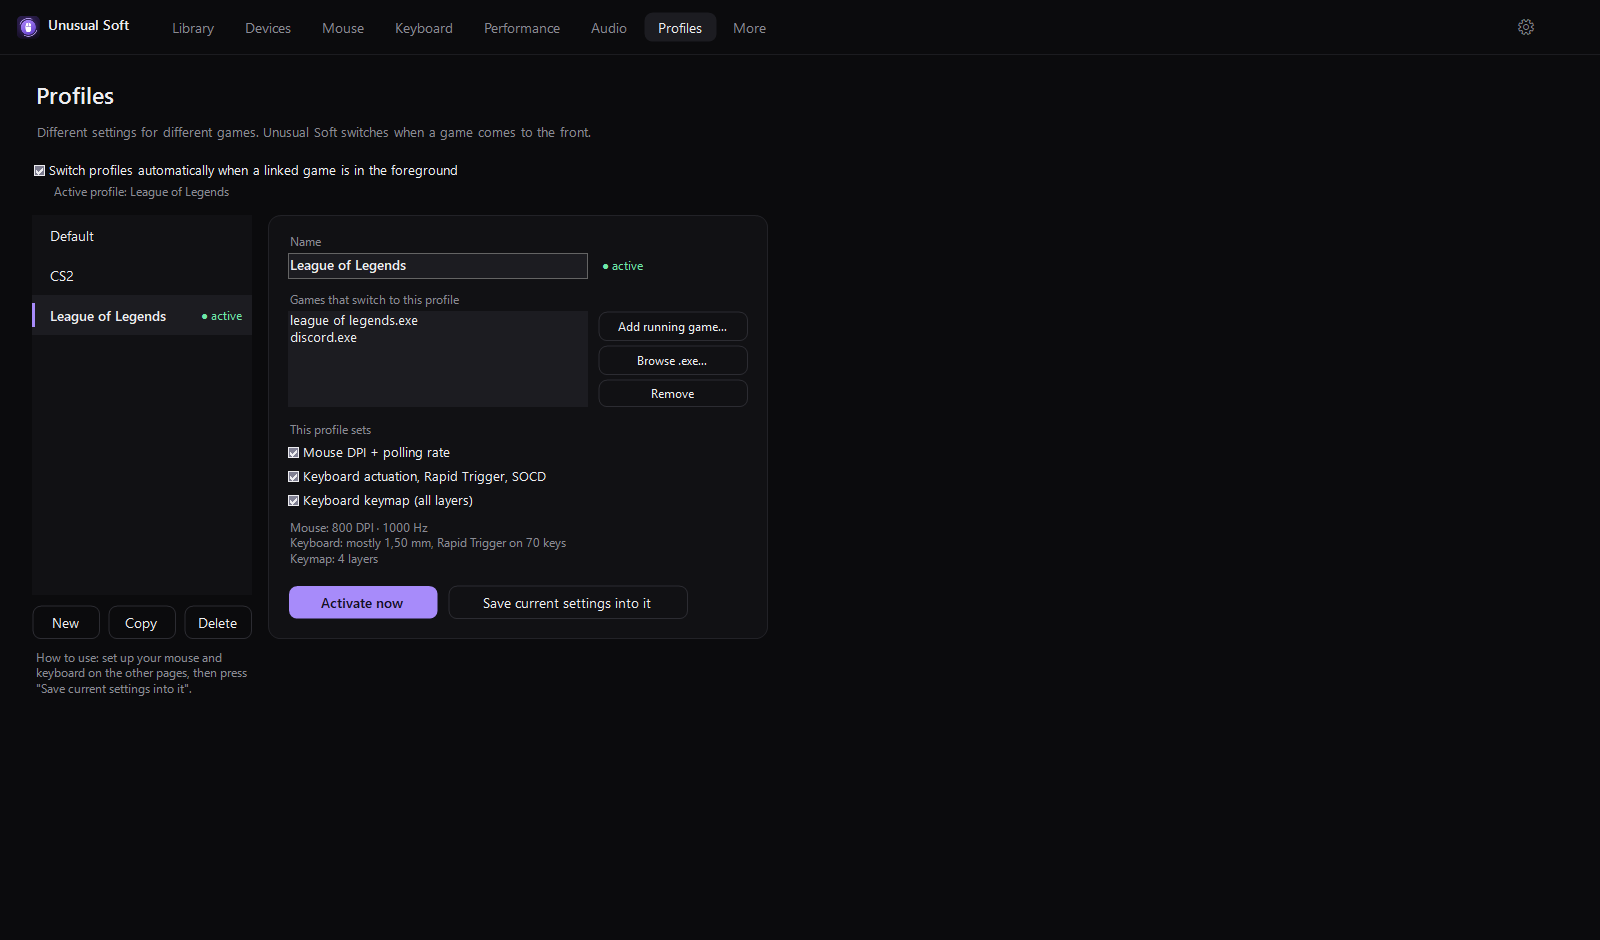 Unusual Soft
Library
Devices
Mouse
Keyboard
Performance
Audio
Profiles
More
Profiles
Different settings for different games. Unusual Soft switches when a game comes to the front.
Switch profiles automatically when a linked game is in the foreground
Active profile: League of Legends
Default
CS2
League of Legends
● active
New
Copy
Delete
How to use: set up your mouse and
keyboard on the other pages, then press
"Save current settings into it".
Name
League of Legends
● active
Games that switch to this profile
league of legends.exe
discord.exe
Add running game...
Browse .exe...
Remove
This profile sets
Mouse DPI + polling rate
Keyboard actuation, Rapid Trigger, SOCD
Keyboard keymap (all layers)
Mouse: 800 DPI · 1000 Hz
Keyboard: mostly 1,50 mm, Rapid Trigger on 70 keys
Keymap: 4 layers
Activate now
Save current settings into it